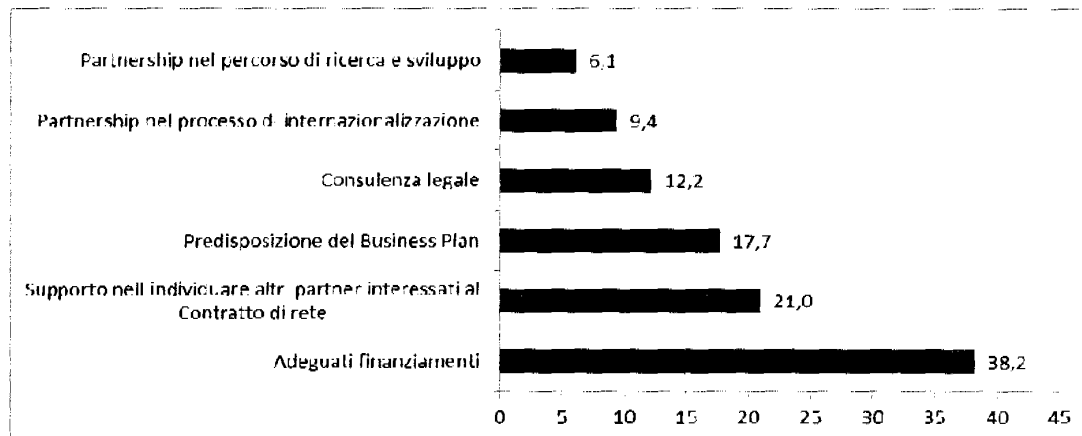 Partnership nel percorso di ricerca e sviluppo 6,1
Partnership nel processo di internazionalizzazione 9,4
Consulenza legale 12,2
Predisposizione del Business Plan 17,7
Supporto nell individuare altri partner interessati al
Contratto di rete 21,0
Adeguati finanziamenti 38,2
0 5 10 15 20 25 30 35 40 45